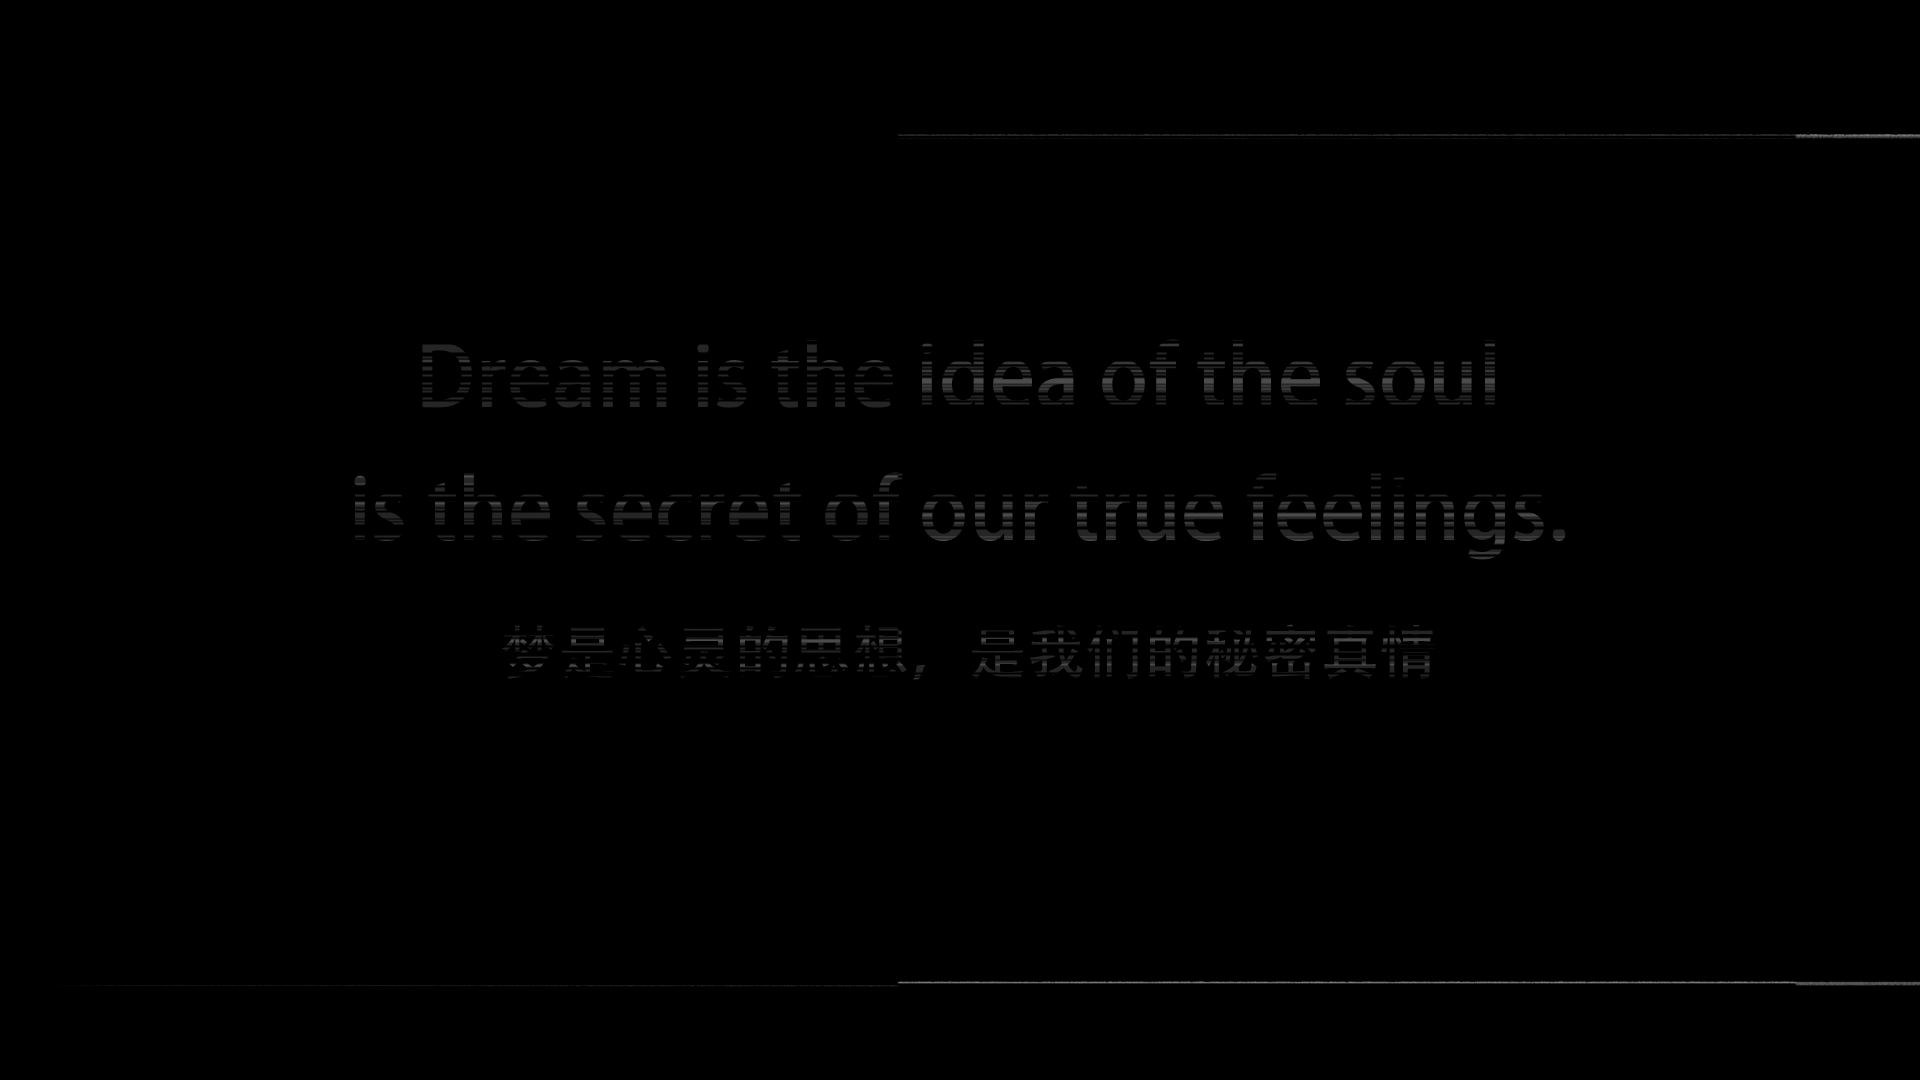 Dream is the idea of the soul
is the secret of our true feelings.
梦是心灵的思想，是我们的秘密真情